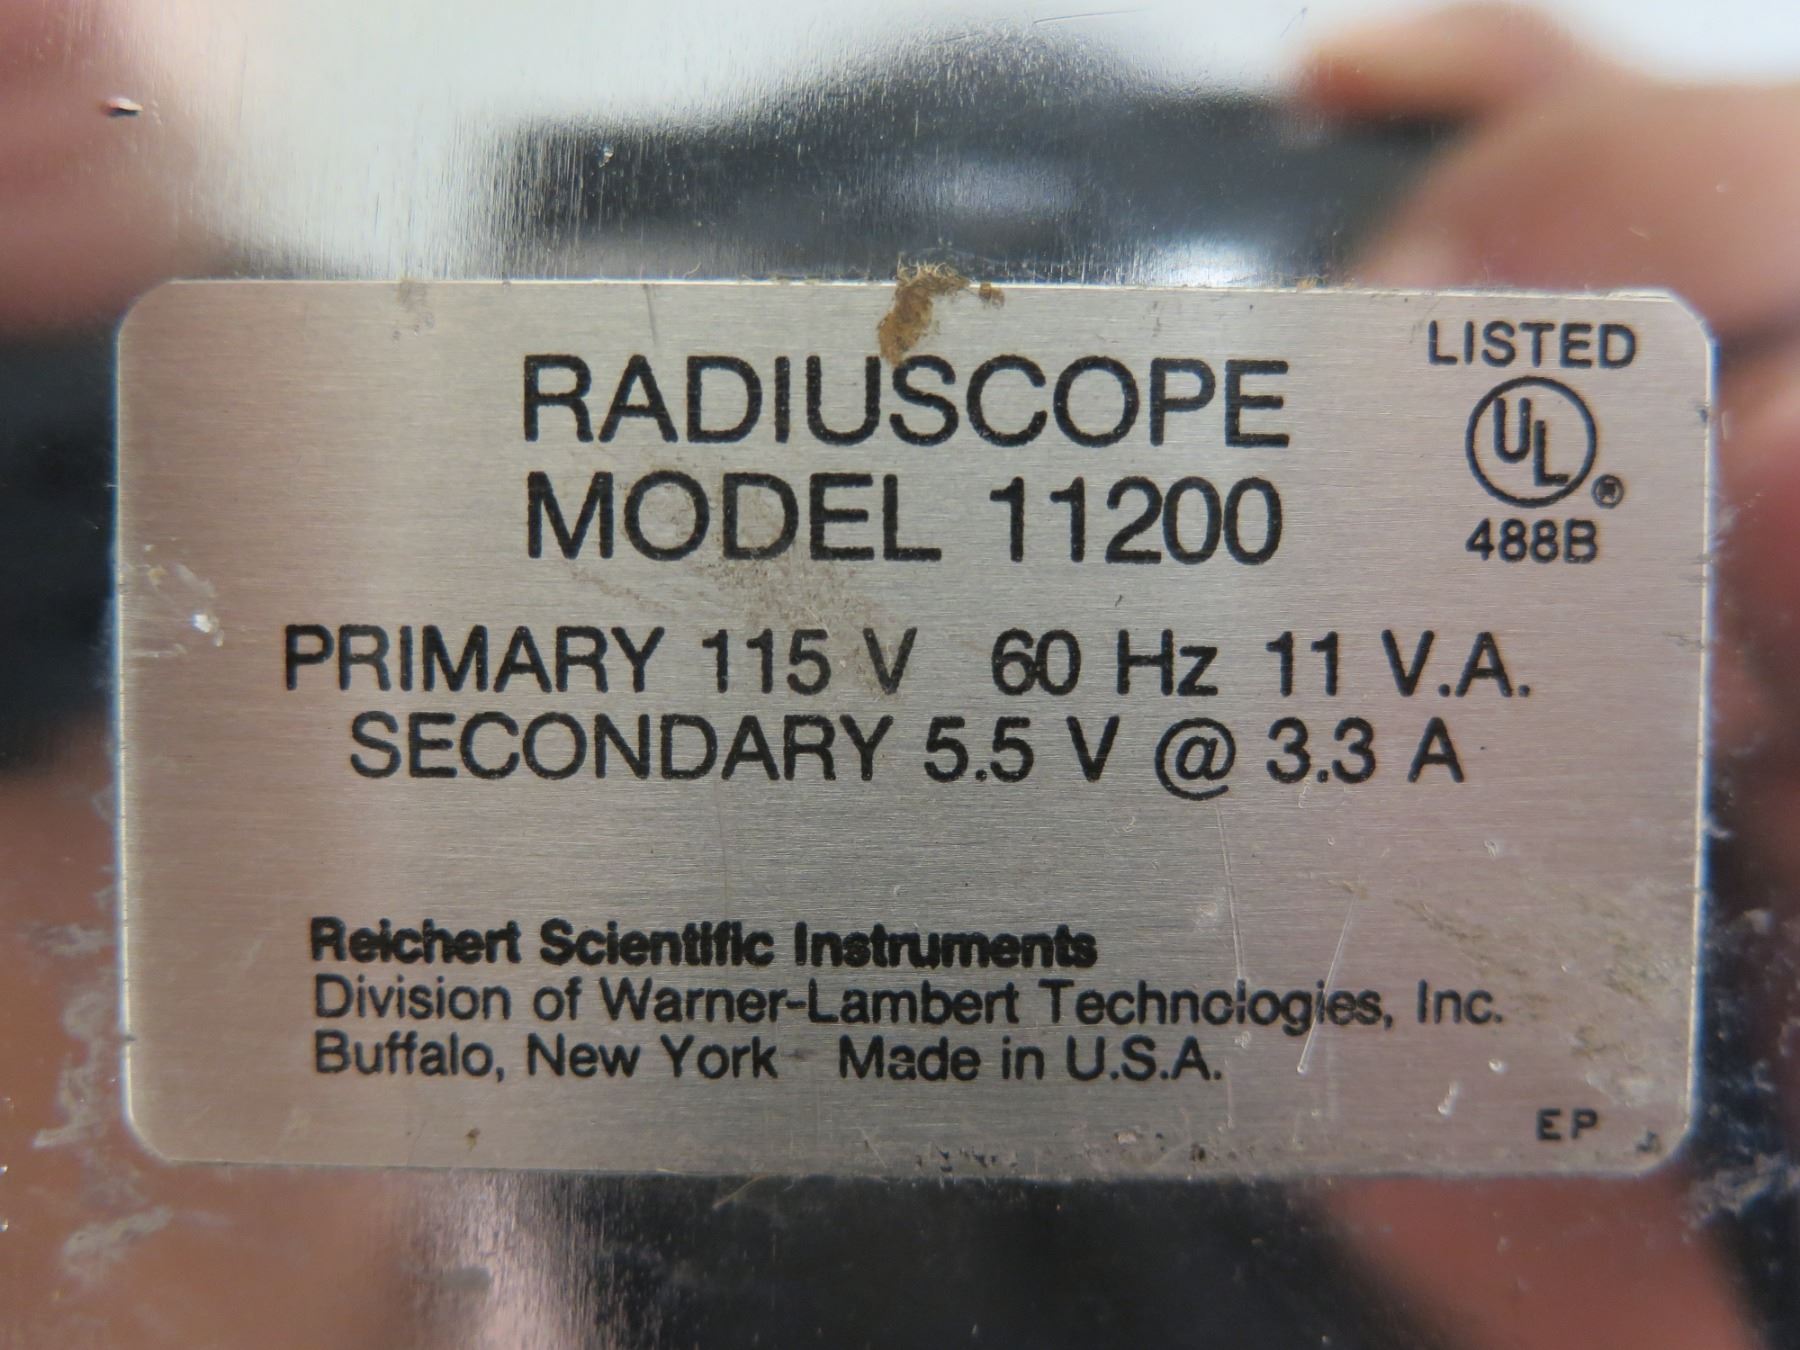 RADIUSCOPE
MODEL 11200
LISTED
UL ®
488B
PRIMARY 115 V 60 Hz 11 V.A.
SECONDARY 5.5 V @ 3.3 A
Reichert Scientific Instruments
Division of Warner-Lambert Technologies, Inc.
Buffalo, New York Made in U.S.A.
EP